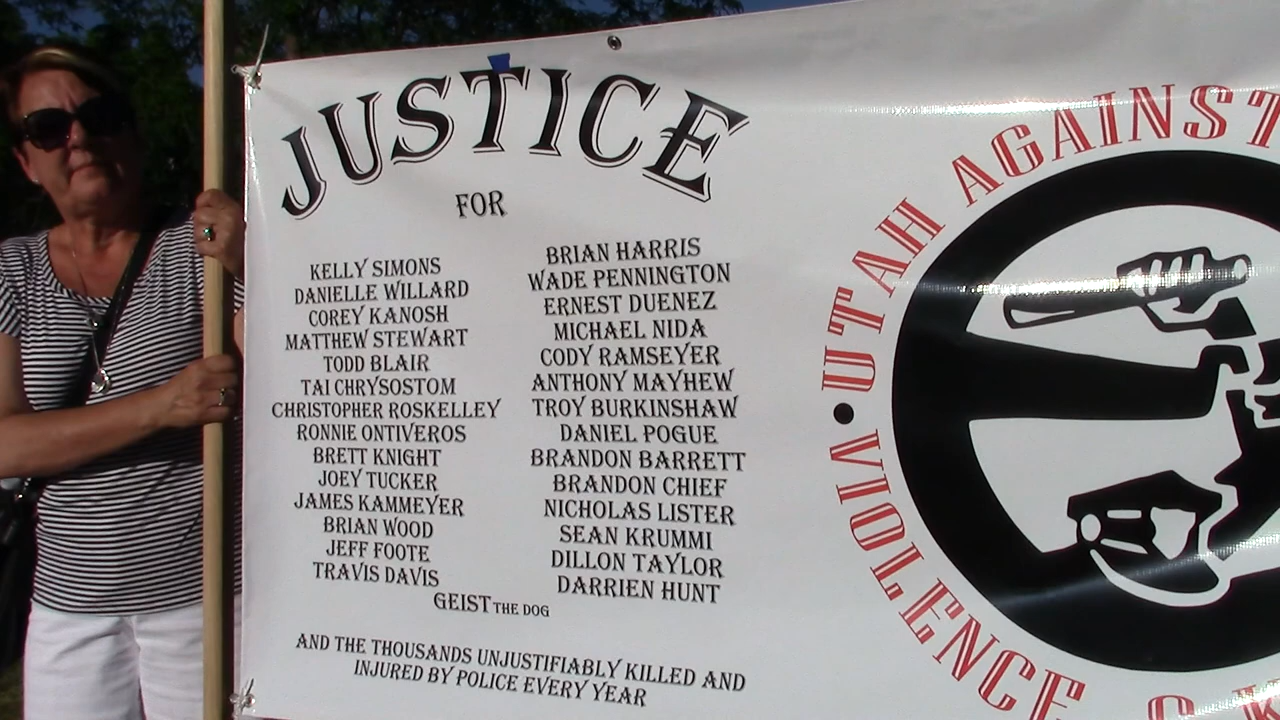 JUSTICE
FOR
KELLY SIMONS
DANIELLE WILLARD
COREY KANOSH
MATTHEW STEWART
TODD BLAIR
TAI CHRYSOSTOM
CHRISTOPHER ROSKELLEY
RONNIE ONTIVEROS
BRETT KNIGHT
JOEY TUCKER
JAMES KAMMEYER
BRIAN WOOD
JEFF FOOTE
TRAVIS DAVIS
BRIAN HARRIS
WADE PENNINGTON
ERNEST DUENEZ
MICHAEL NIDA
CODY RAMSEYER
ANTHONY MAYHEW
TROY BURKINSHAW
DANIEL POGUE
BRANDON BARRETT
BRANDON CHIEF
NICHOLAS LISTER
SEAN KRUMMI
DILLON TAYLOR
DARRIEN HUNT
GEIST THE DOG
AND THE THOUSANDS UNJUSTIFIABLY KILLED AND
INJURED BY POLICE EVERY YEAR
• UTAH AGAINST
VIOLENCE